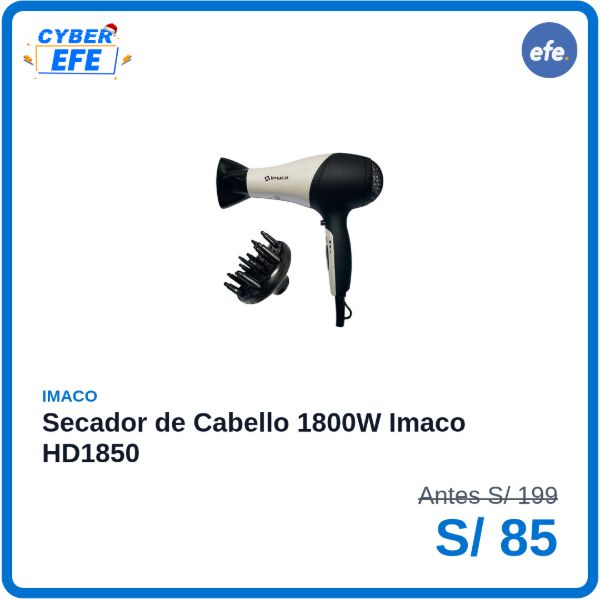 CYBER
EFE
efe.
imaco
IMACO
Secador de Cabello 1800W Imaco
HD1850
Antes S/ 199
S/ 85